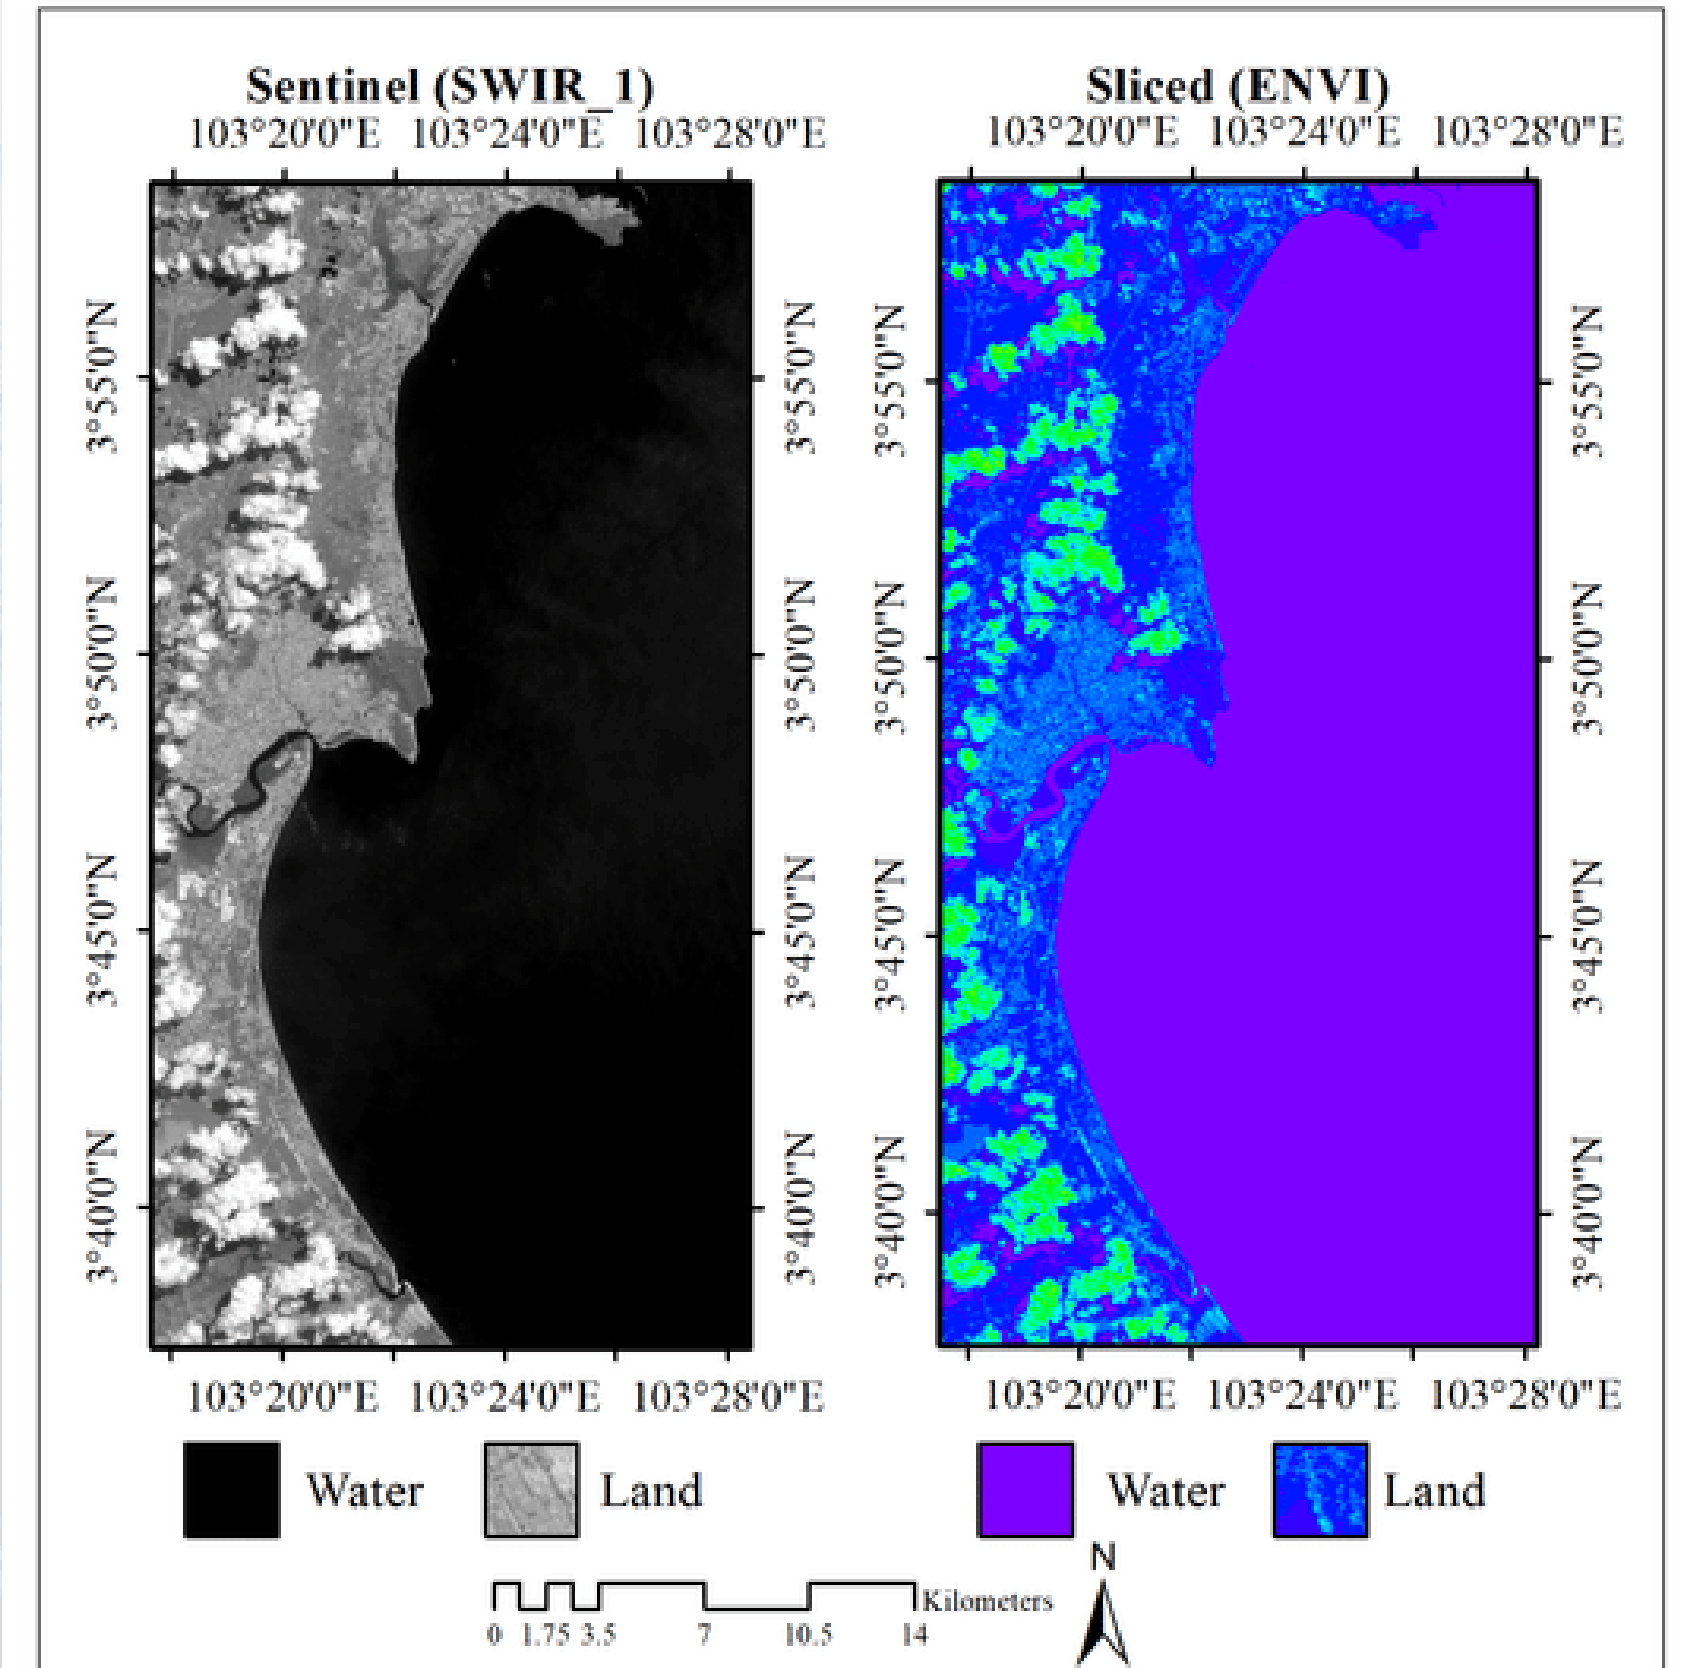 Sentinel (SWIR_1)
103°20'0"E 103°24'0"E 103°28'0"E
3°55'0"N
3°50'0"N
3°45'0"N
3°40'0"N
3°55'0"N
3°50'0"N
3°45'0"N
3°40'0"N
103°20'0"E 103°24'0"E 103°28'0"E
Water Land
Sliced (ENVI)
103°20'0"E 103°24'0"E 103°28'0"E
3°55'0"N
3°50'0"N
3°45'0"N
3°40'0"N
3°55'0"N
3°50'0"N
3°45'0"N
3°40'0"N
103°20'0"E 103°24'0"E 103°28'0"E
Water Land
Kilometers
0 1.75 3.5 7 10.5 14
N